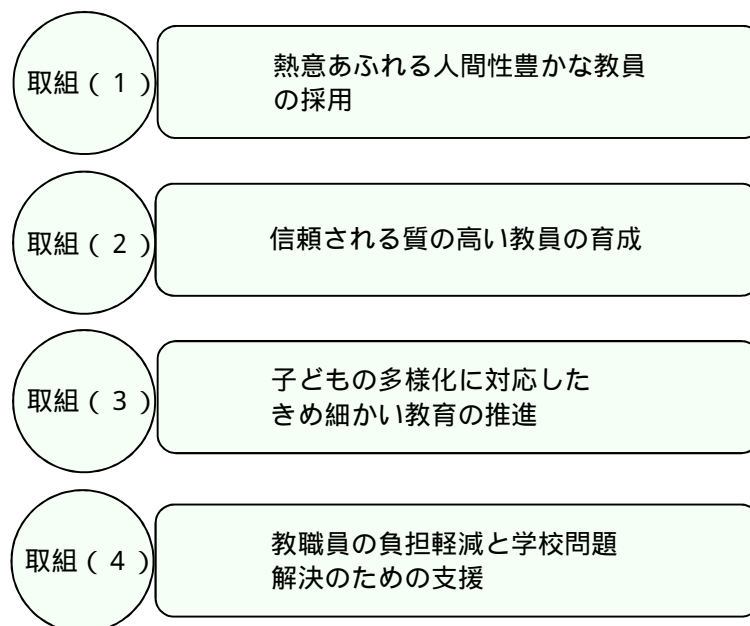 取組(1)
熱意あふれる人間性豊かな教員
の採用
取組(2)
信頼される質の高い教員の育成
取組(3)
子どもの多様化に対応した
きめ細かい教育の推進
取組(4)
教職員の負担軽減と学校問題
解決のための支援